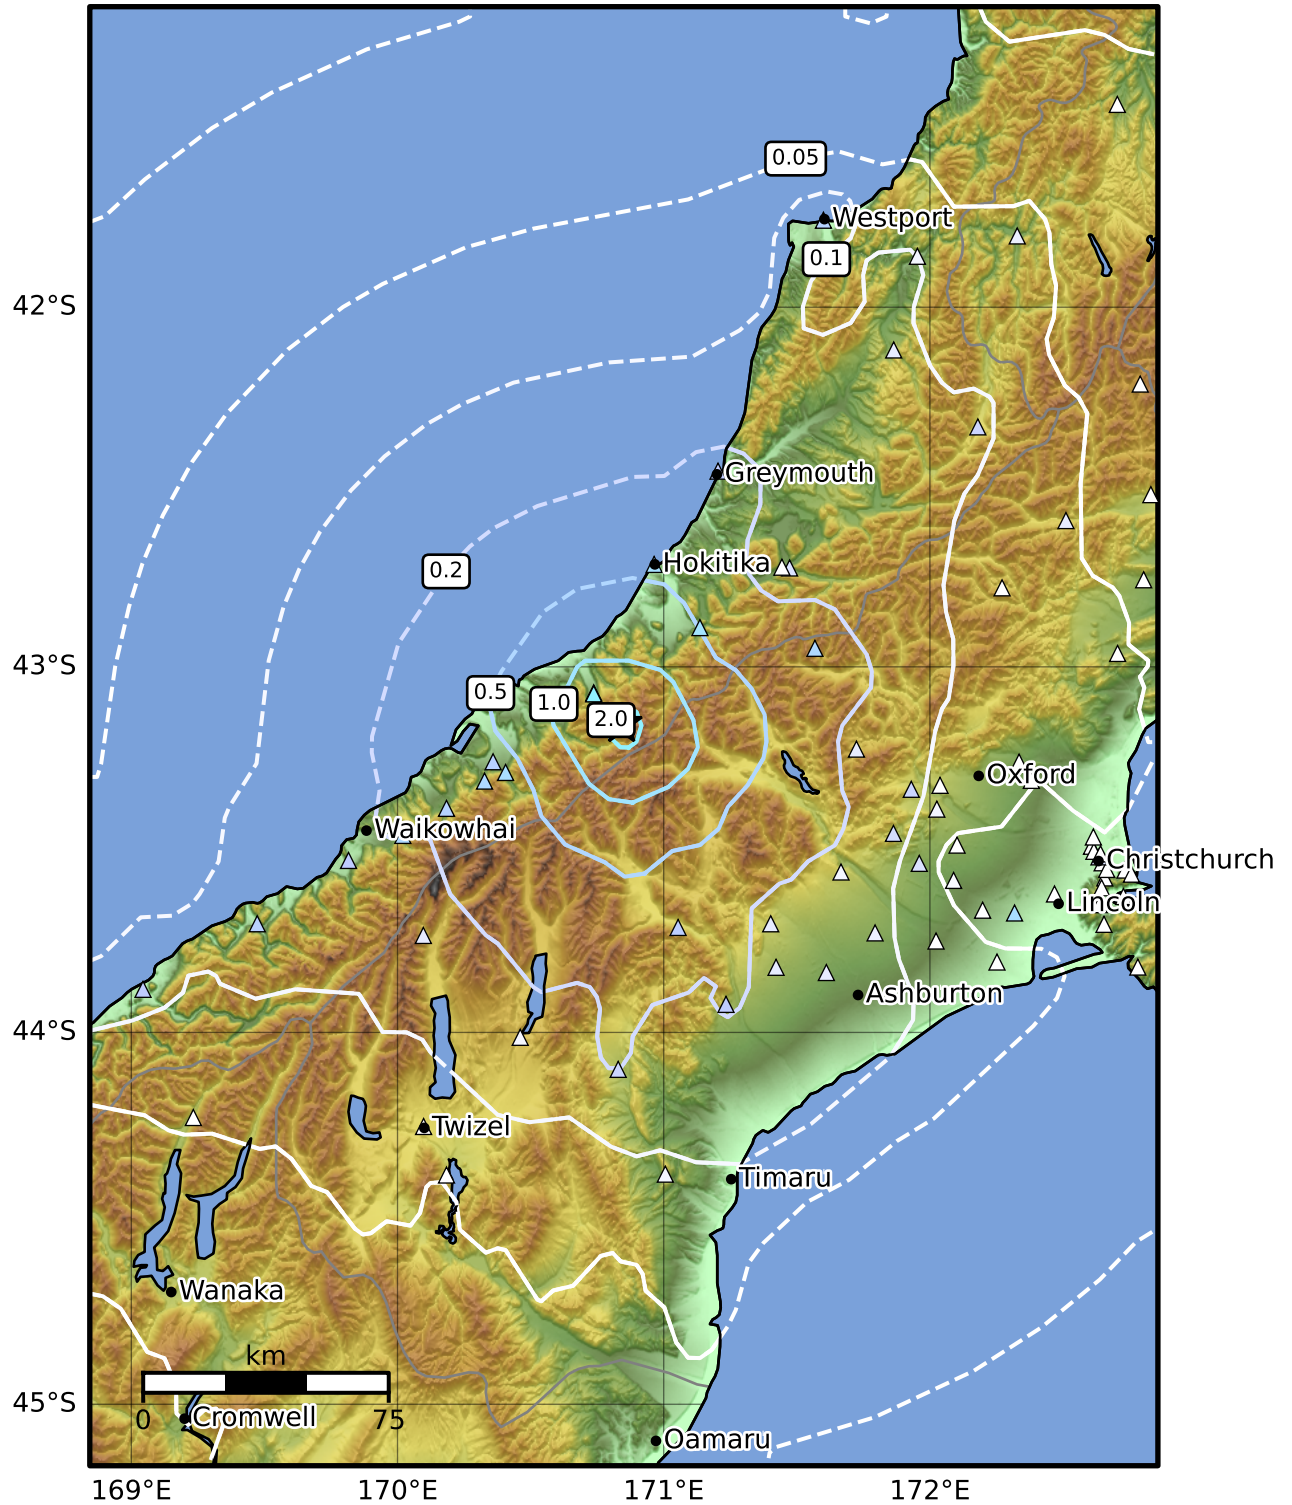 0.05
Westport
0.1
42°S
Greymouth
Hokitika
0.2
43°S
0.5
1.0
2.0
Oxford
Waikowhai
Christchurch
Lincoln
Ashburton
44°S
Twizel
Timaru
Wanaka
km
0
75
45°S
Cromwell
Oamaru
169°E
170°E
171°E
172°E